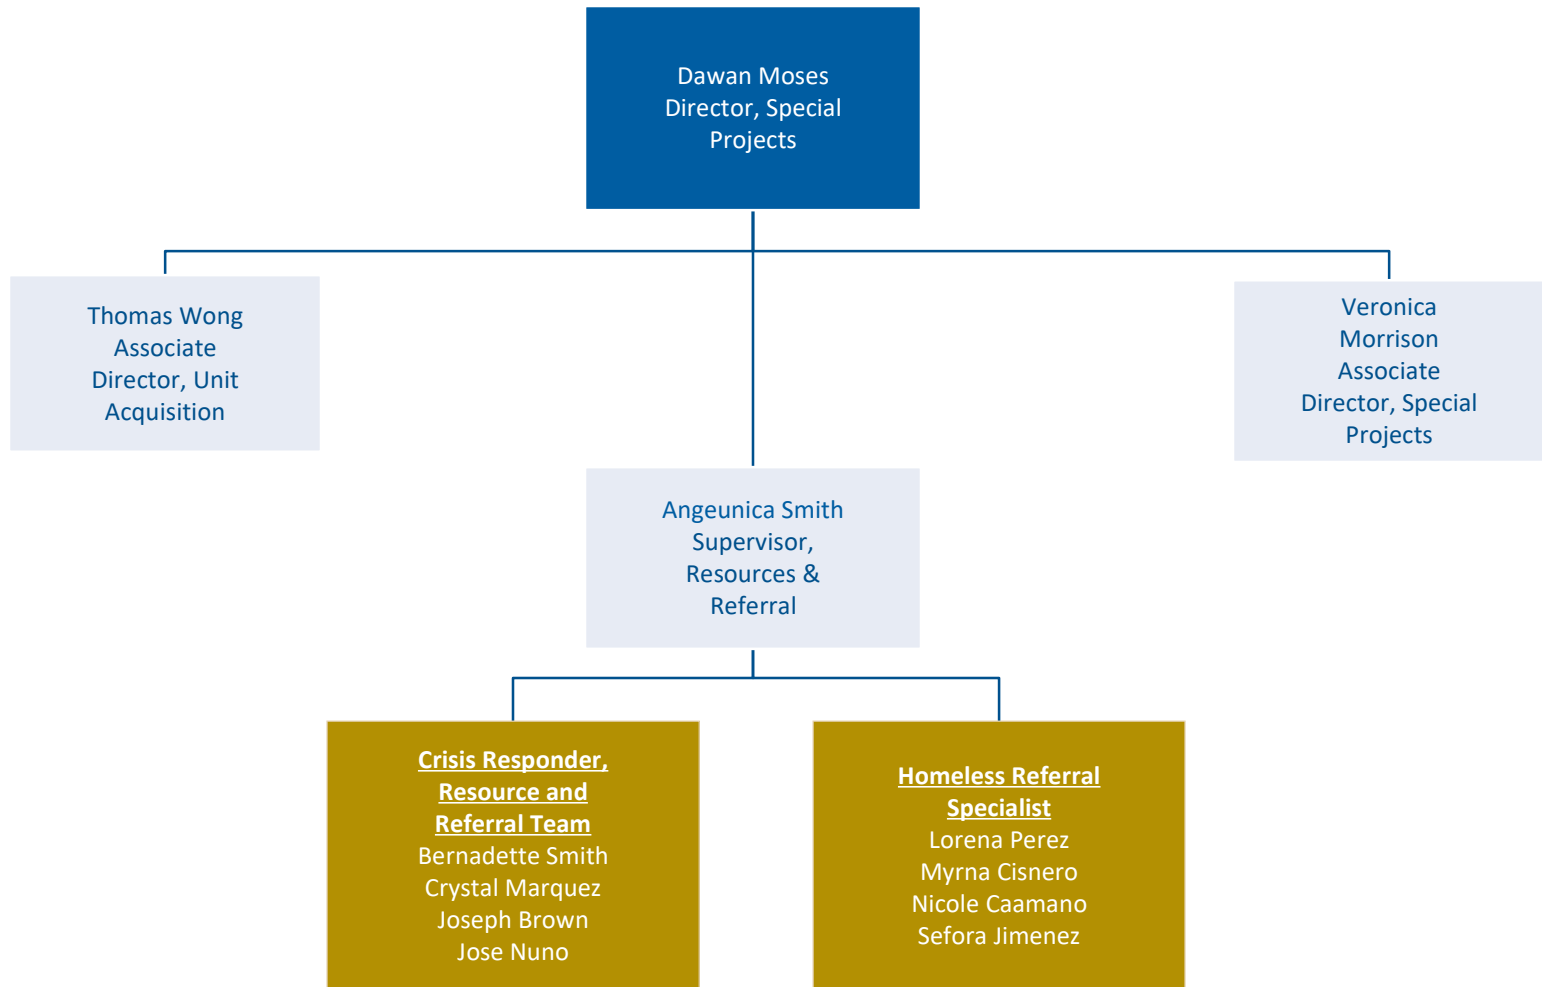 Dawan Moses
Director, Special
Projects
Thomas Wong
Associate
Director, Unit
Acquisition
Veronica
Morrison
Associate
Director, Special
Projects
Angeunica Smith
Supervisor,
Resources &
Referral
Crisis Responder,
Resource and
Referral Team
Bernadette Smith
Crystal Marquez
Joseph Brown
Jose Nuno
Homeless Referral
Specialist
Lorena Perez
Myrna Cisnero
Nicole Caamano
Sefora Jimenez